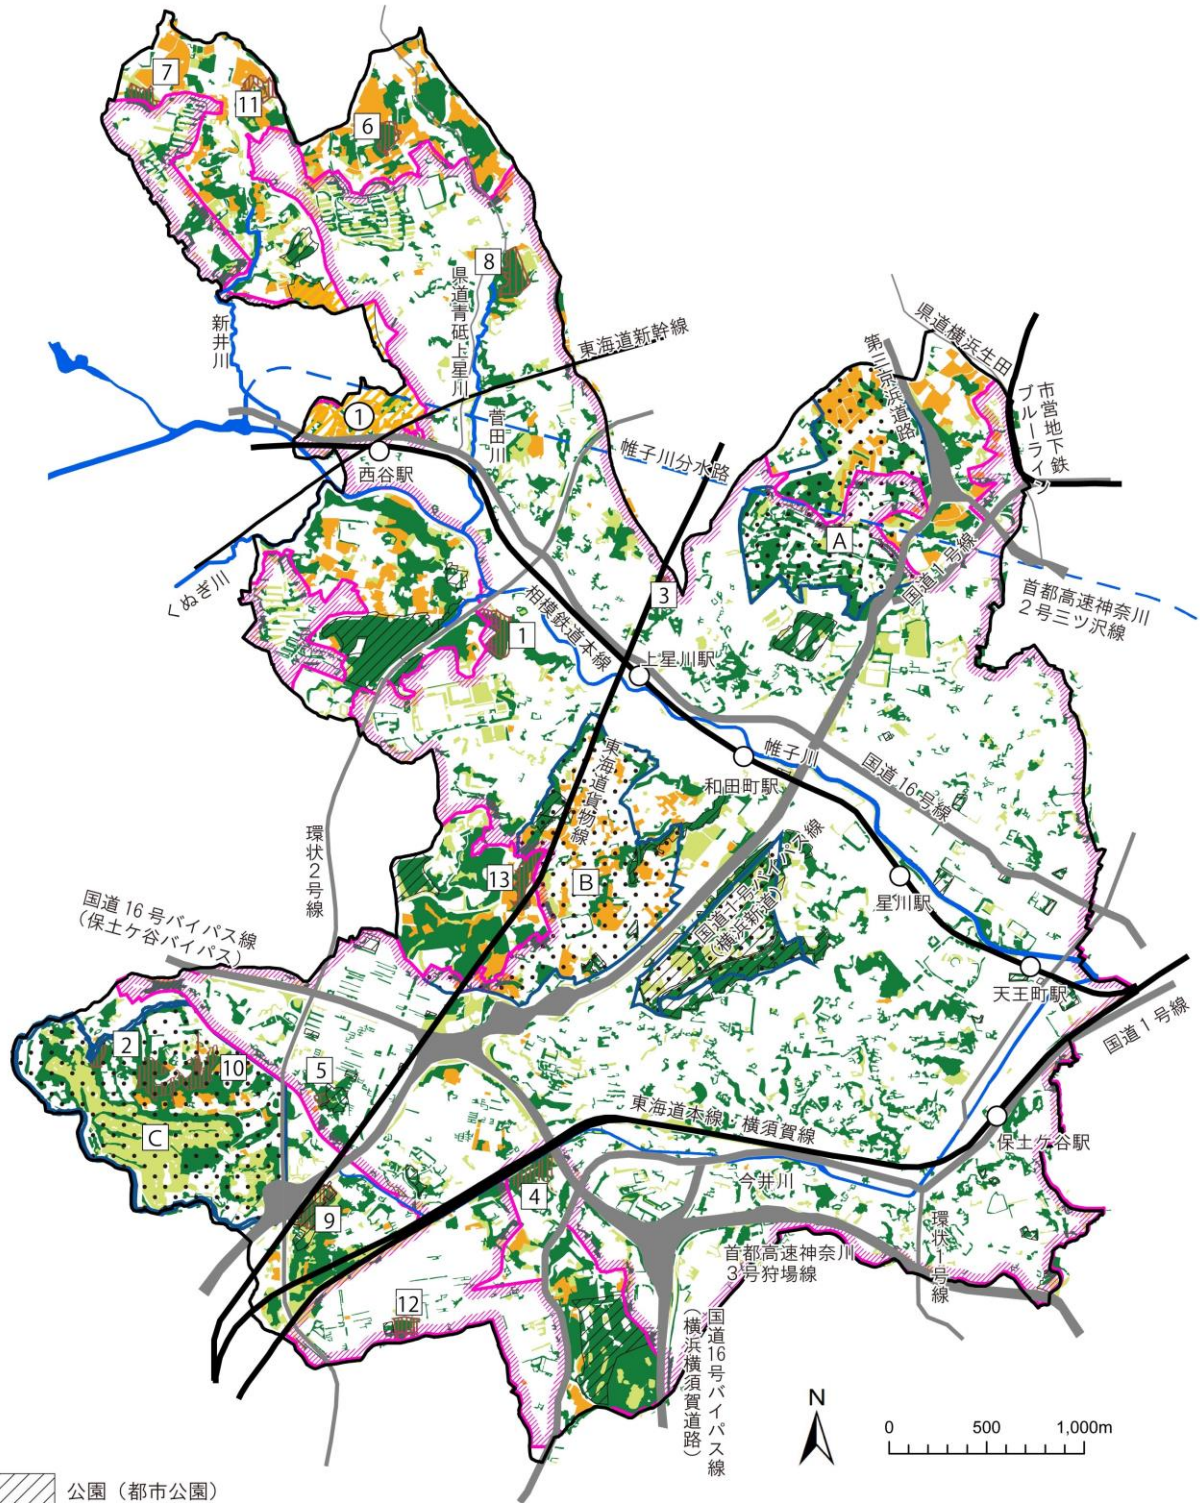 7
11
6
8
県道青砥上星川
新井川
東海道新幹線
菅田川
①
西谷駅
帷子川分水路
県道横浜生田
第三京浜道路
市営地下鉄
ブルーライン
A
国道1号線
首都高速神奈川
2号三ツ沢線
くぬぎ川
3
1
相模鉄道本線
上星川駅
帷子川
和田町駅
国道16号線
東海道貨物線
環状2号線
13
B
国道1号バイパス線
(横浜新道)
星川駅
天王町駅
国道1号線
国道16号バイパス線
(保土ケ谷バイパス)
2
10
5
C
東海道本線 横須賀線
保土ケ谷駅
今井川
4
9
12
首都高速神奈川
3号狩場線
環状1号線
国道16号バイパス線
(横浜横須賀道路)
N
0 500 1,000m
公園(都市公園)